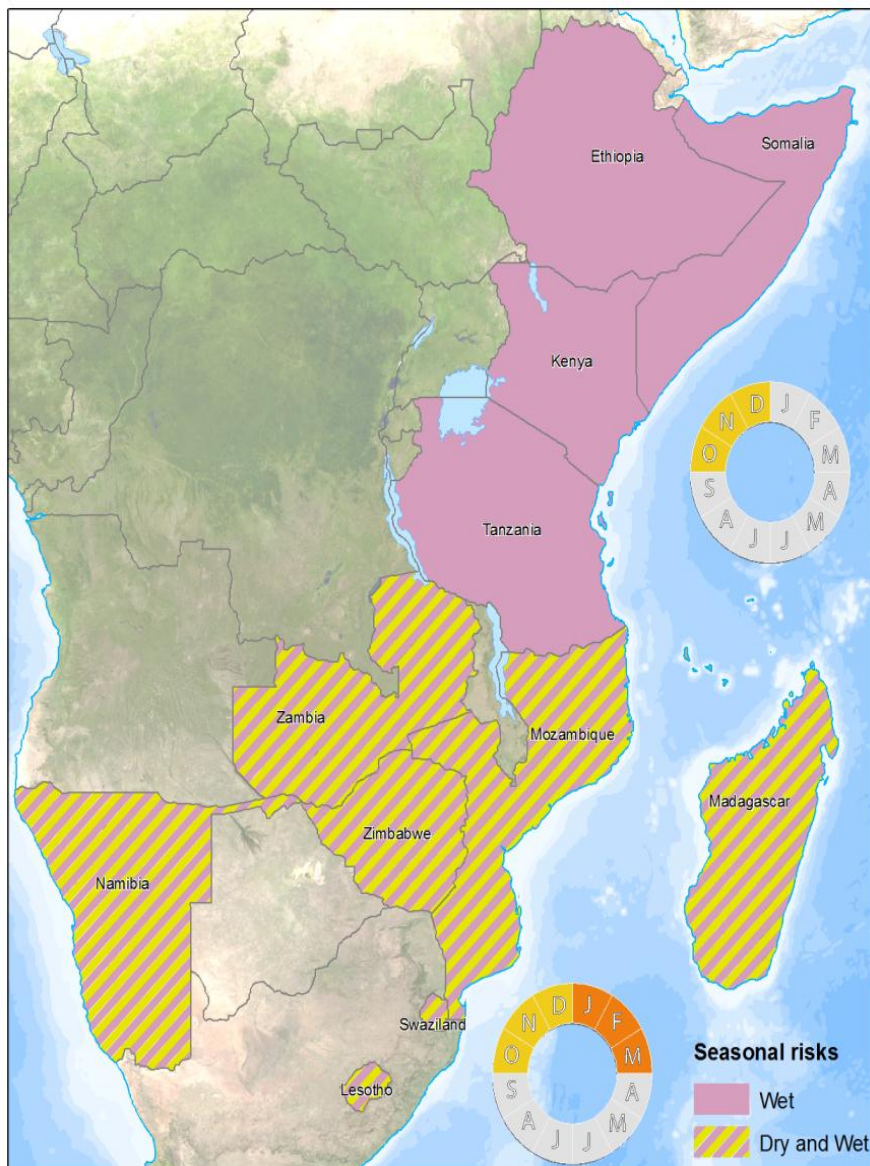 Ethiopia
Somalia
Kenya
D J
N F
O M
S A
A M
J J
Tanzania
Zambia
Mozambique
Madagascar
Zimbabwe
Namibia
D J
N F
O M
S A
A M
J J
Swaziland
Lesotho
Seasonal risks
Wet
Dry and Wet